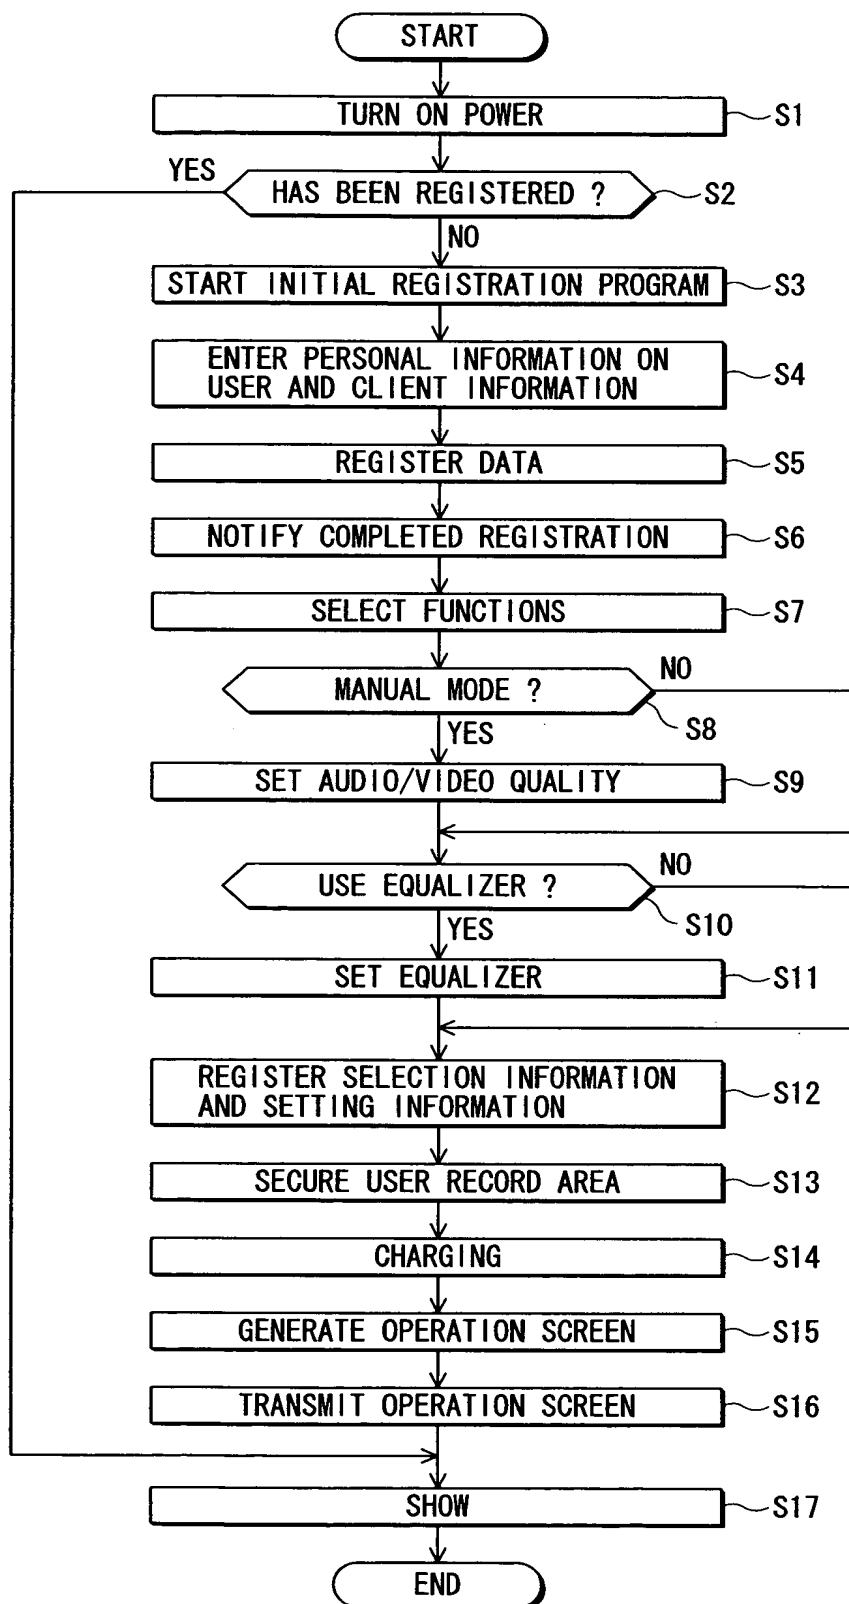 START
TURN ON POWER
S1
YES
HAS BEEN REGISTERED ?
S2
NO
START INITIAL REGISTRATION PROGRAM
S3
ENTER PERSONAL INFORMATION ON
USER AND CLIENT INFORMATION
S4
REGISTER DATA
S5
NOTIFY COMPLETED REGISTRATION
S6
SELECT FUNCTIONS
S7
MANUAL MODE ?
NO
S8
YES
SET AUDIO/VIDEO QUALITY
S9
USE EQUALIZER ?
NO
S10
YES
SET EQUALIZER
S11
REGISTER SELECTION INFORMATION
AND SETTING INFORMATION
S12
SECURE USER RECORD AREA
S13
CHARGING
S14
GENERATE OPERATION SCREEN
S15
TRANSMIT OPERATION SCREEN
S16
SHOW
S17
END